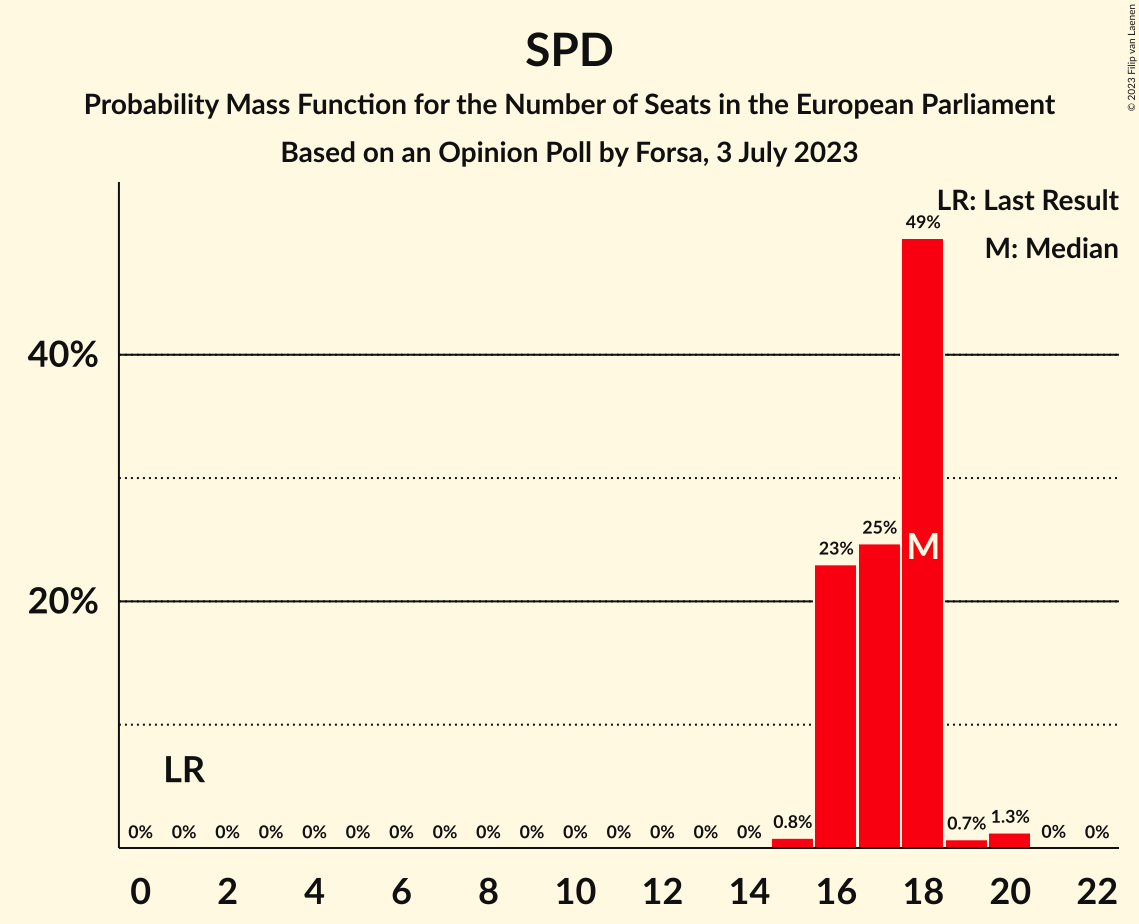 SPD
Probability Mass Function for the Number of Seats in the European Parliament
Based on an Opinion Poll by Forsa, 3 July 2023
© 2023 Filip van Laenen
LR: Last Result
M: Median
49%
40%
25%
23%
M
20%
LR
0% 0% 0% 0% 0% 0% 0% 0% 0% 0% 0% 0% 0% 0% 0% 0.8% 0.7% 1.3% 0% 0%
0 2 4 6 8 10 12 14 16 18 20 22